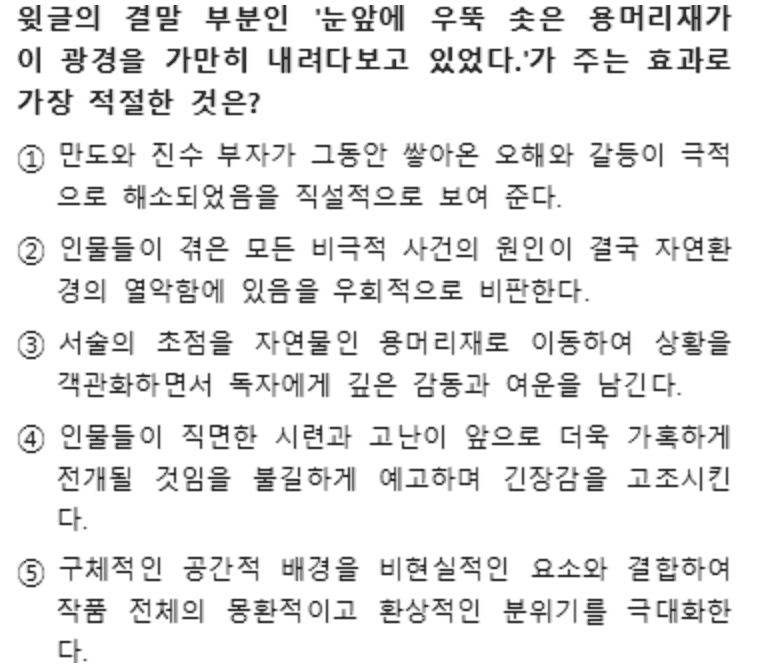 윗글의 결말 부분인 '눈앞에 우뚝 솟은 용머리재가
이 광경을 가만히 내려다보고 있었다.'가 주는 효과로
가장 적절한 것은?
① 만도와 진수 부자가 그동안 쌓아온 오해와 갈등이 극적
으로 해소되었음을 직설적으로 보여 준다.
② 인물들이 겪은 모든 비극적 사건의 원인이 결국 자연환
경의 열악함에 있음을 우회적으로 비판한다.
③ 서술의 초점을 자연물인 용머리재로 이동하여 상황을
객관화하면서 독자에게 깊은 감동과 여운을 남긴다.
④ 인물들이 직면한 시련과 고난이 앞으로 더욱 가혹하게
전개될 것임을 불길하게 예고하며 긴장감을 고조시킨
다.
⑤ 구체적인 공간적 배경을 비현실적인 요소와 결합하여
작품 전체의 몽환적이고 환상적인 분위기를 극대화한
다.